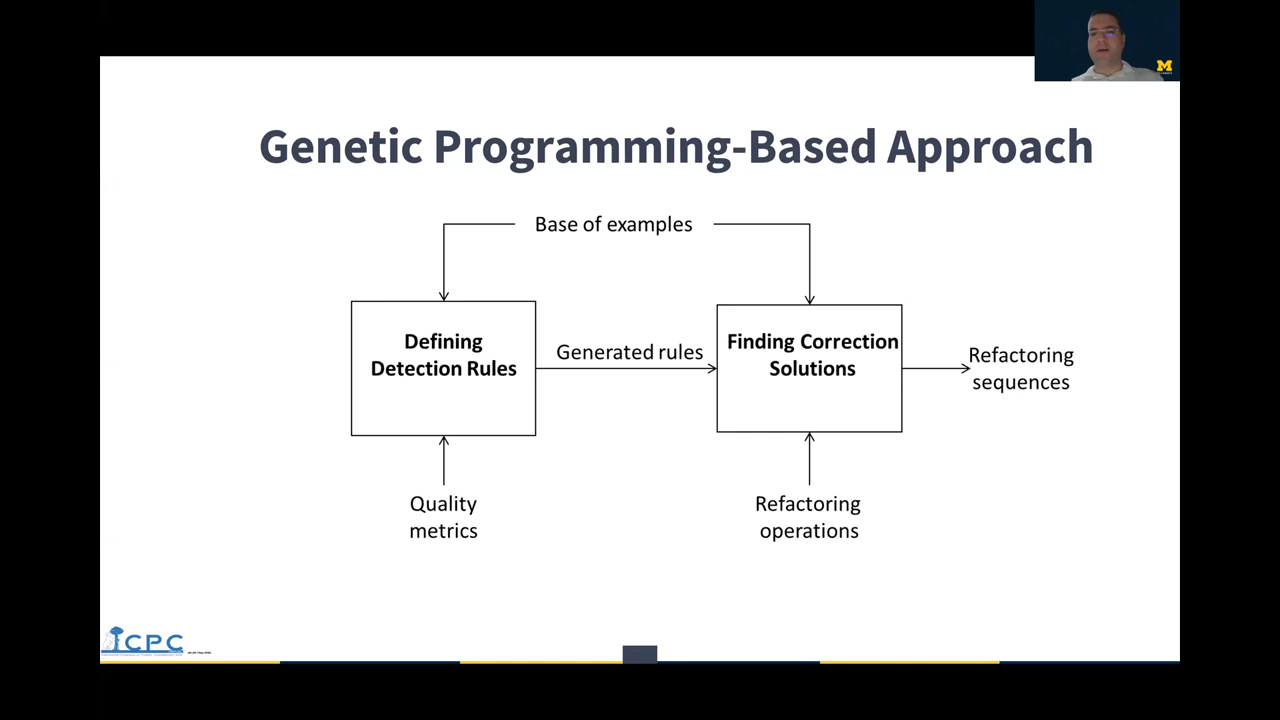 Genetic Programming-Based Approach
Base of examples
Defining
Detection Rules
Generated rules
Finding Correction
Solutions
Refactoring
sequences
Quality
metrics
Refactoring
operations
M
ICPC